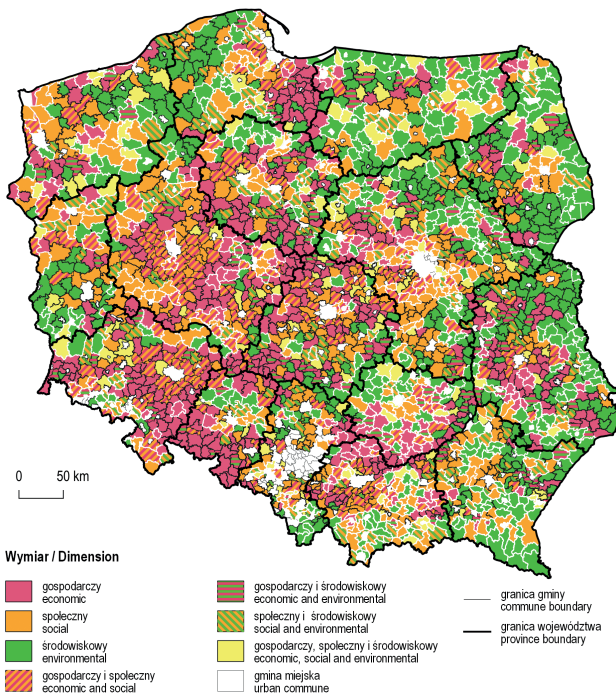 0 50 km
Wymiar / Dimension
gospodarczy
economic
społeczny
social
środowiskowy
environmental
gospodarczy i społeczny
economic and social
gospodarczy i środowiskowy
economic and environmental
społeczny i środowiskowy
social and environmental
gospodarczy, społeczny i środowiskowy
economic, social and environmental
gmina miejska
urban commune
granica gminy
commune boundary
granica województwa
province boundary